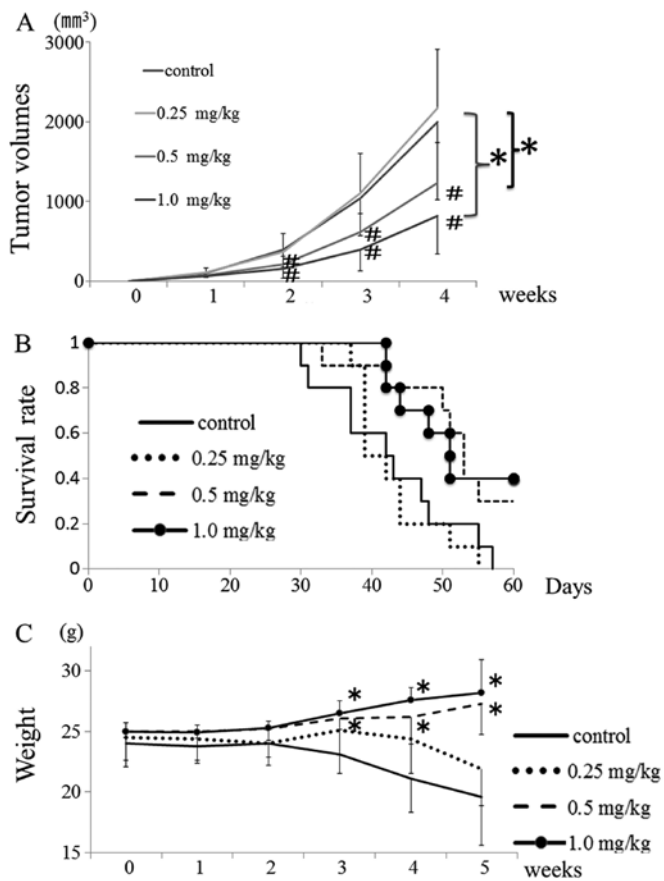 A (mm³)
3000
2000
1000
0
Tumor volumes
control
0.25 mg/kg
0.5 mg/kg
1.0 mg/kg
* *
#
#
#
#
#
#
0 1 2 3 4 weeks
B
1
0.8
0.6
0.4
0.2
0
Survival rate
control
0.25 mg/kg
0.5 mg/kg
1.0 mg/kg
0 10 20 30 40 50 60 Days
C (g)
30
25
20
15
Weight
* * *
* * *
control
0.25 mg/kg
0.5 mg/kg
1.0 mg/kg
0 1 2 3 4 5 weeks